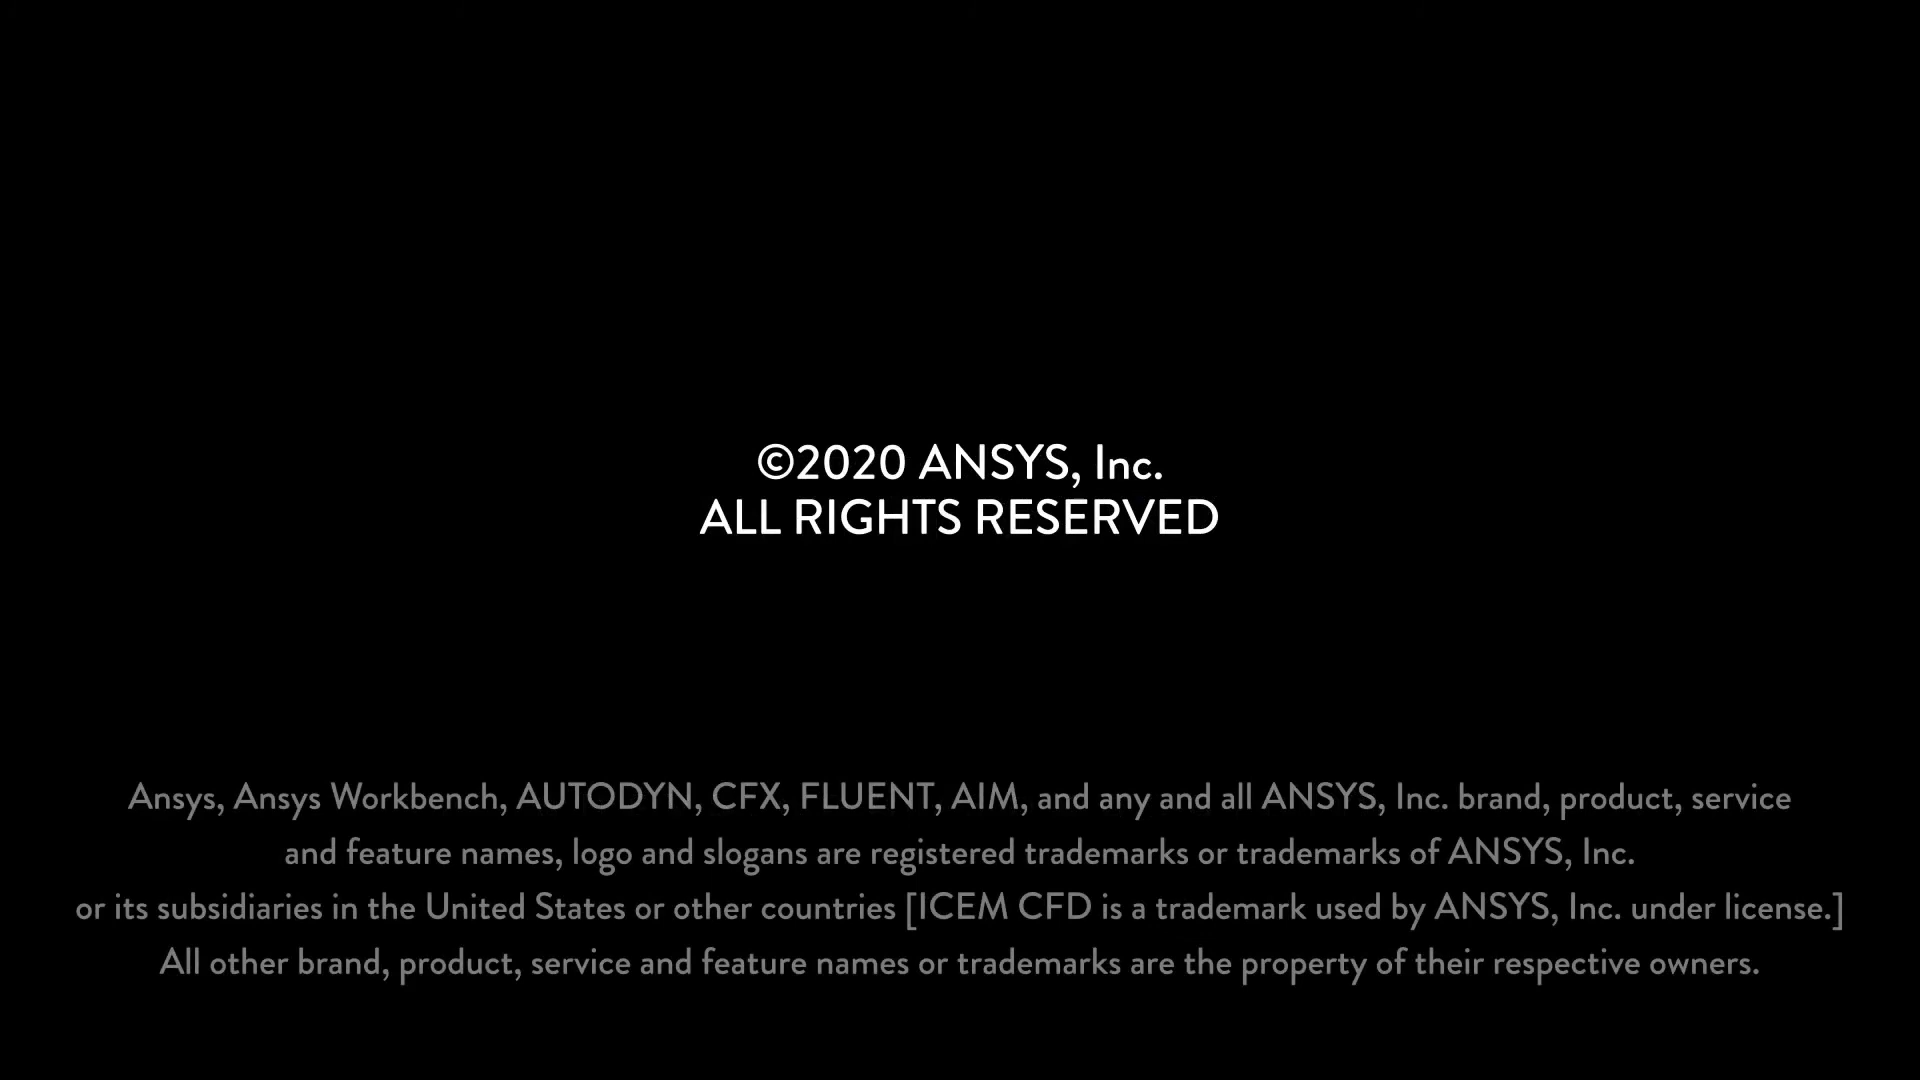 ©2020 ANSYS, Inc.
ALL RIGHTS RESERVED
Ansys, Ansys Workbench, AUTODYN, CFX, FLUENT, AIM, and any and all ANSYS, Inc. brand, product, service
and feature names, logo and slogans are registered trademarks or trademarks of ANSYS, Inc.
or its subsidiaries in the United States or other countries [ICEM CFD is a trademark used by ANSYS, Inc. under license.]
All other brand, product, service and feature names or trademarks are the property of their respective owners.